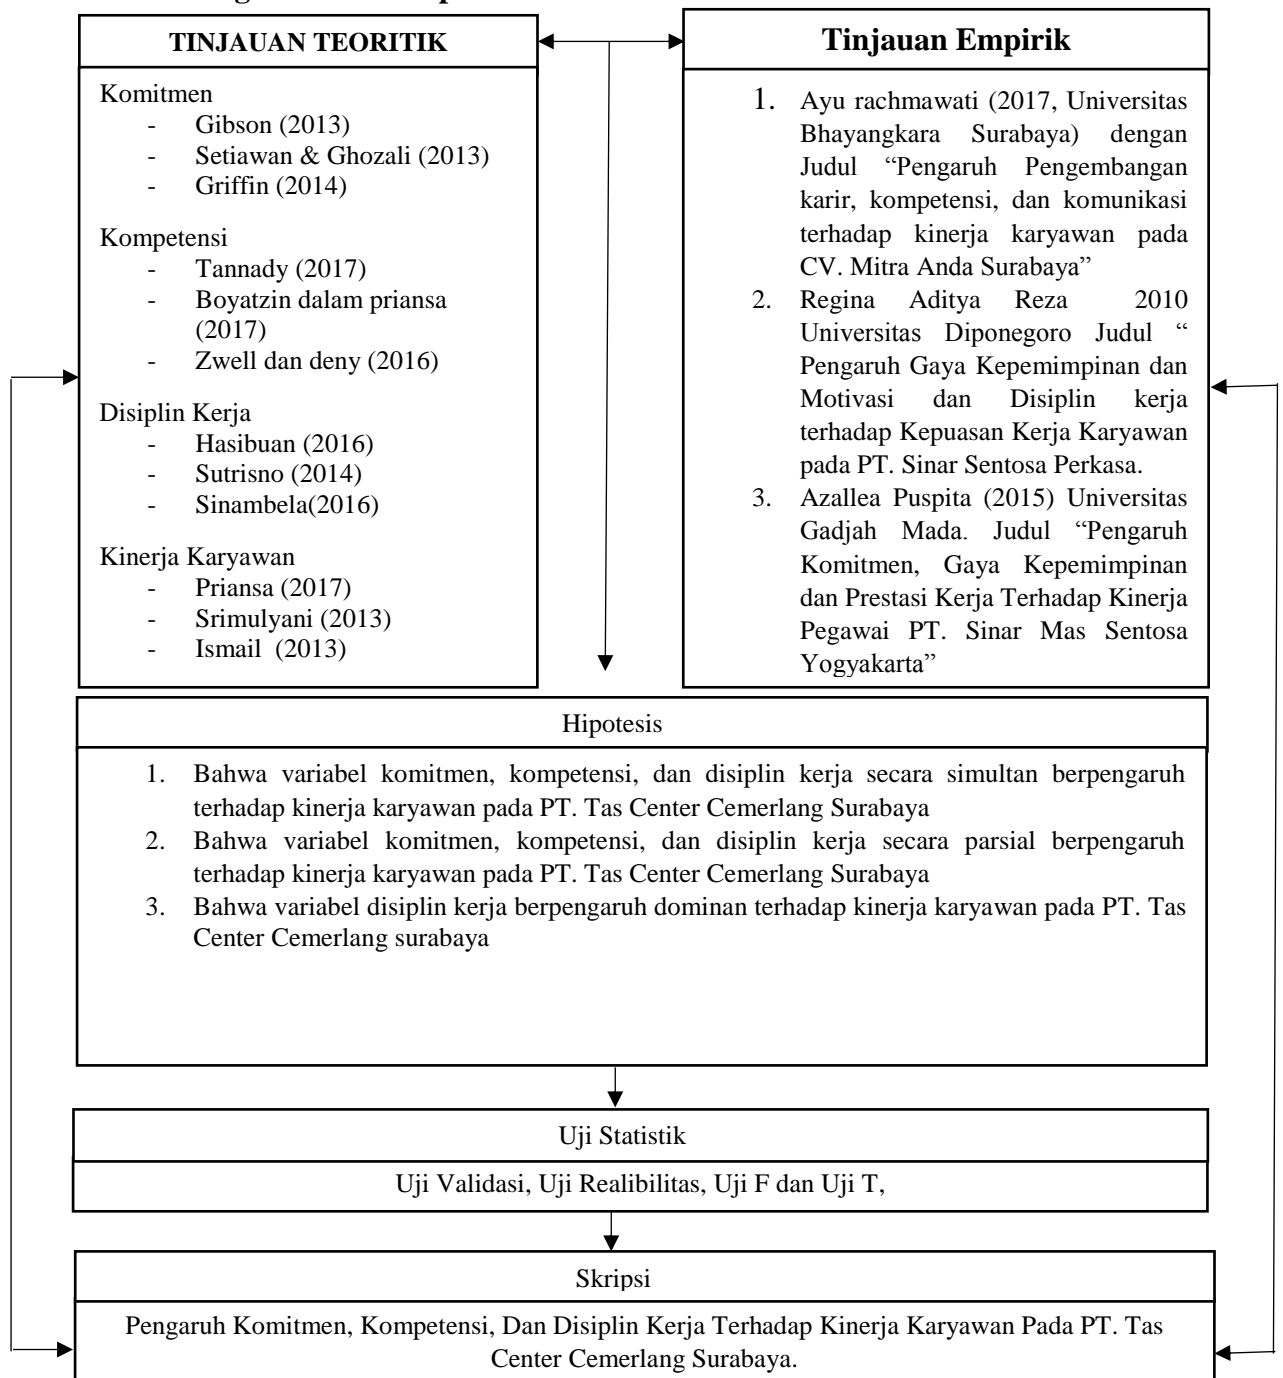 TINJAUAN TEORITIK
Komitmen
- Gibson (2013)
- Setiawan & Ghozali (2013)
- Griffin (2014)
Kompetensi
- Tannady (2017)
- Boyatzin dalam priansa
(2017)
- Zwell dan deny (2016)
Disiplin Kerja
- Hasibuan (2016)
- Sutrisno (2014)
- Sinambela(2016)
Kinerja Karyawan
- Priansa (2017)
- Srimulyani (2013)
- Ismail (2013)
Tinjauan Empirik
1. Ayu rachmawati (2017, Universitas
Bhayangkara Surabaya) dengan
Judul “Pengaruh Pengembangan
karir, kompetensi, dan komunikasi
terhadap kinerja karyawan pada
CV. Mitra Anda Surabaya”
2. Regina Aditya Reza 2010
Universitas Diponegoro Judul “
Pengaruh Gaya Kepemimpinan dan
Motivasi dan Disiplin kerja
terhadap Kepuasan Kerja Karyawan
pada PT. Sinar Sentosa Perkasa.
3. Azallea Puspita (2015) Universitas
Gadjah Mada. Judul “Pengaruh
Komitmen, Gaya Kepemimpinan
dan Prestasi Kerja Terhadap Kinerja
Pegawai PT. Sinar Mas Sentosa
Yogyakarta”
Hipotesis
1. Bahwa variabel komitmen, kompetensi, dan disiplin kerja secara simultan berpengaruh
terhadap kinerja karyawan pada PT. Tas Center Cemerlang Surabaya
2. Bahwa variabel komitmen, kompetensi, dan disiplin kerja secara parsial berpengaruh
terhadap kinerja karyawan pada PT. Tas Center Cemerlang Surabaya
3. Bahwa variabel disiplin kerja berpengaruh dominan terhadap kinerja karyawan pada PT. Tas
Center Cemerlang surabaya
Uji Statistik
Uji Validasi, Uji Realibilitas, Uji F dan Uji T,
Skripsi
Pengaruh Komitmen, Kompetensi, Dan Disiplin Kerja Terhadap Kinerja Karyawan Pada PT. Tas
Center Cemerlang Surabaya.